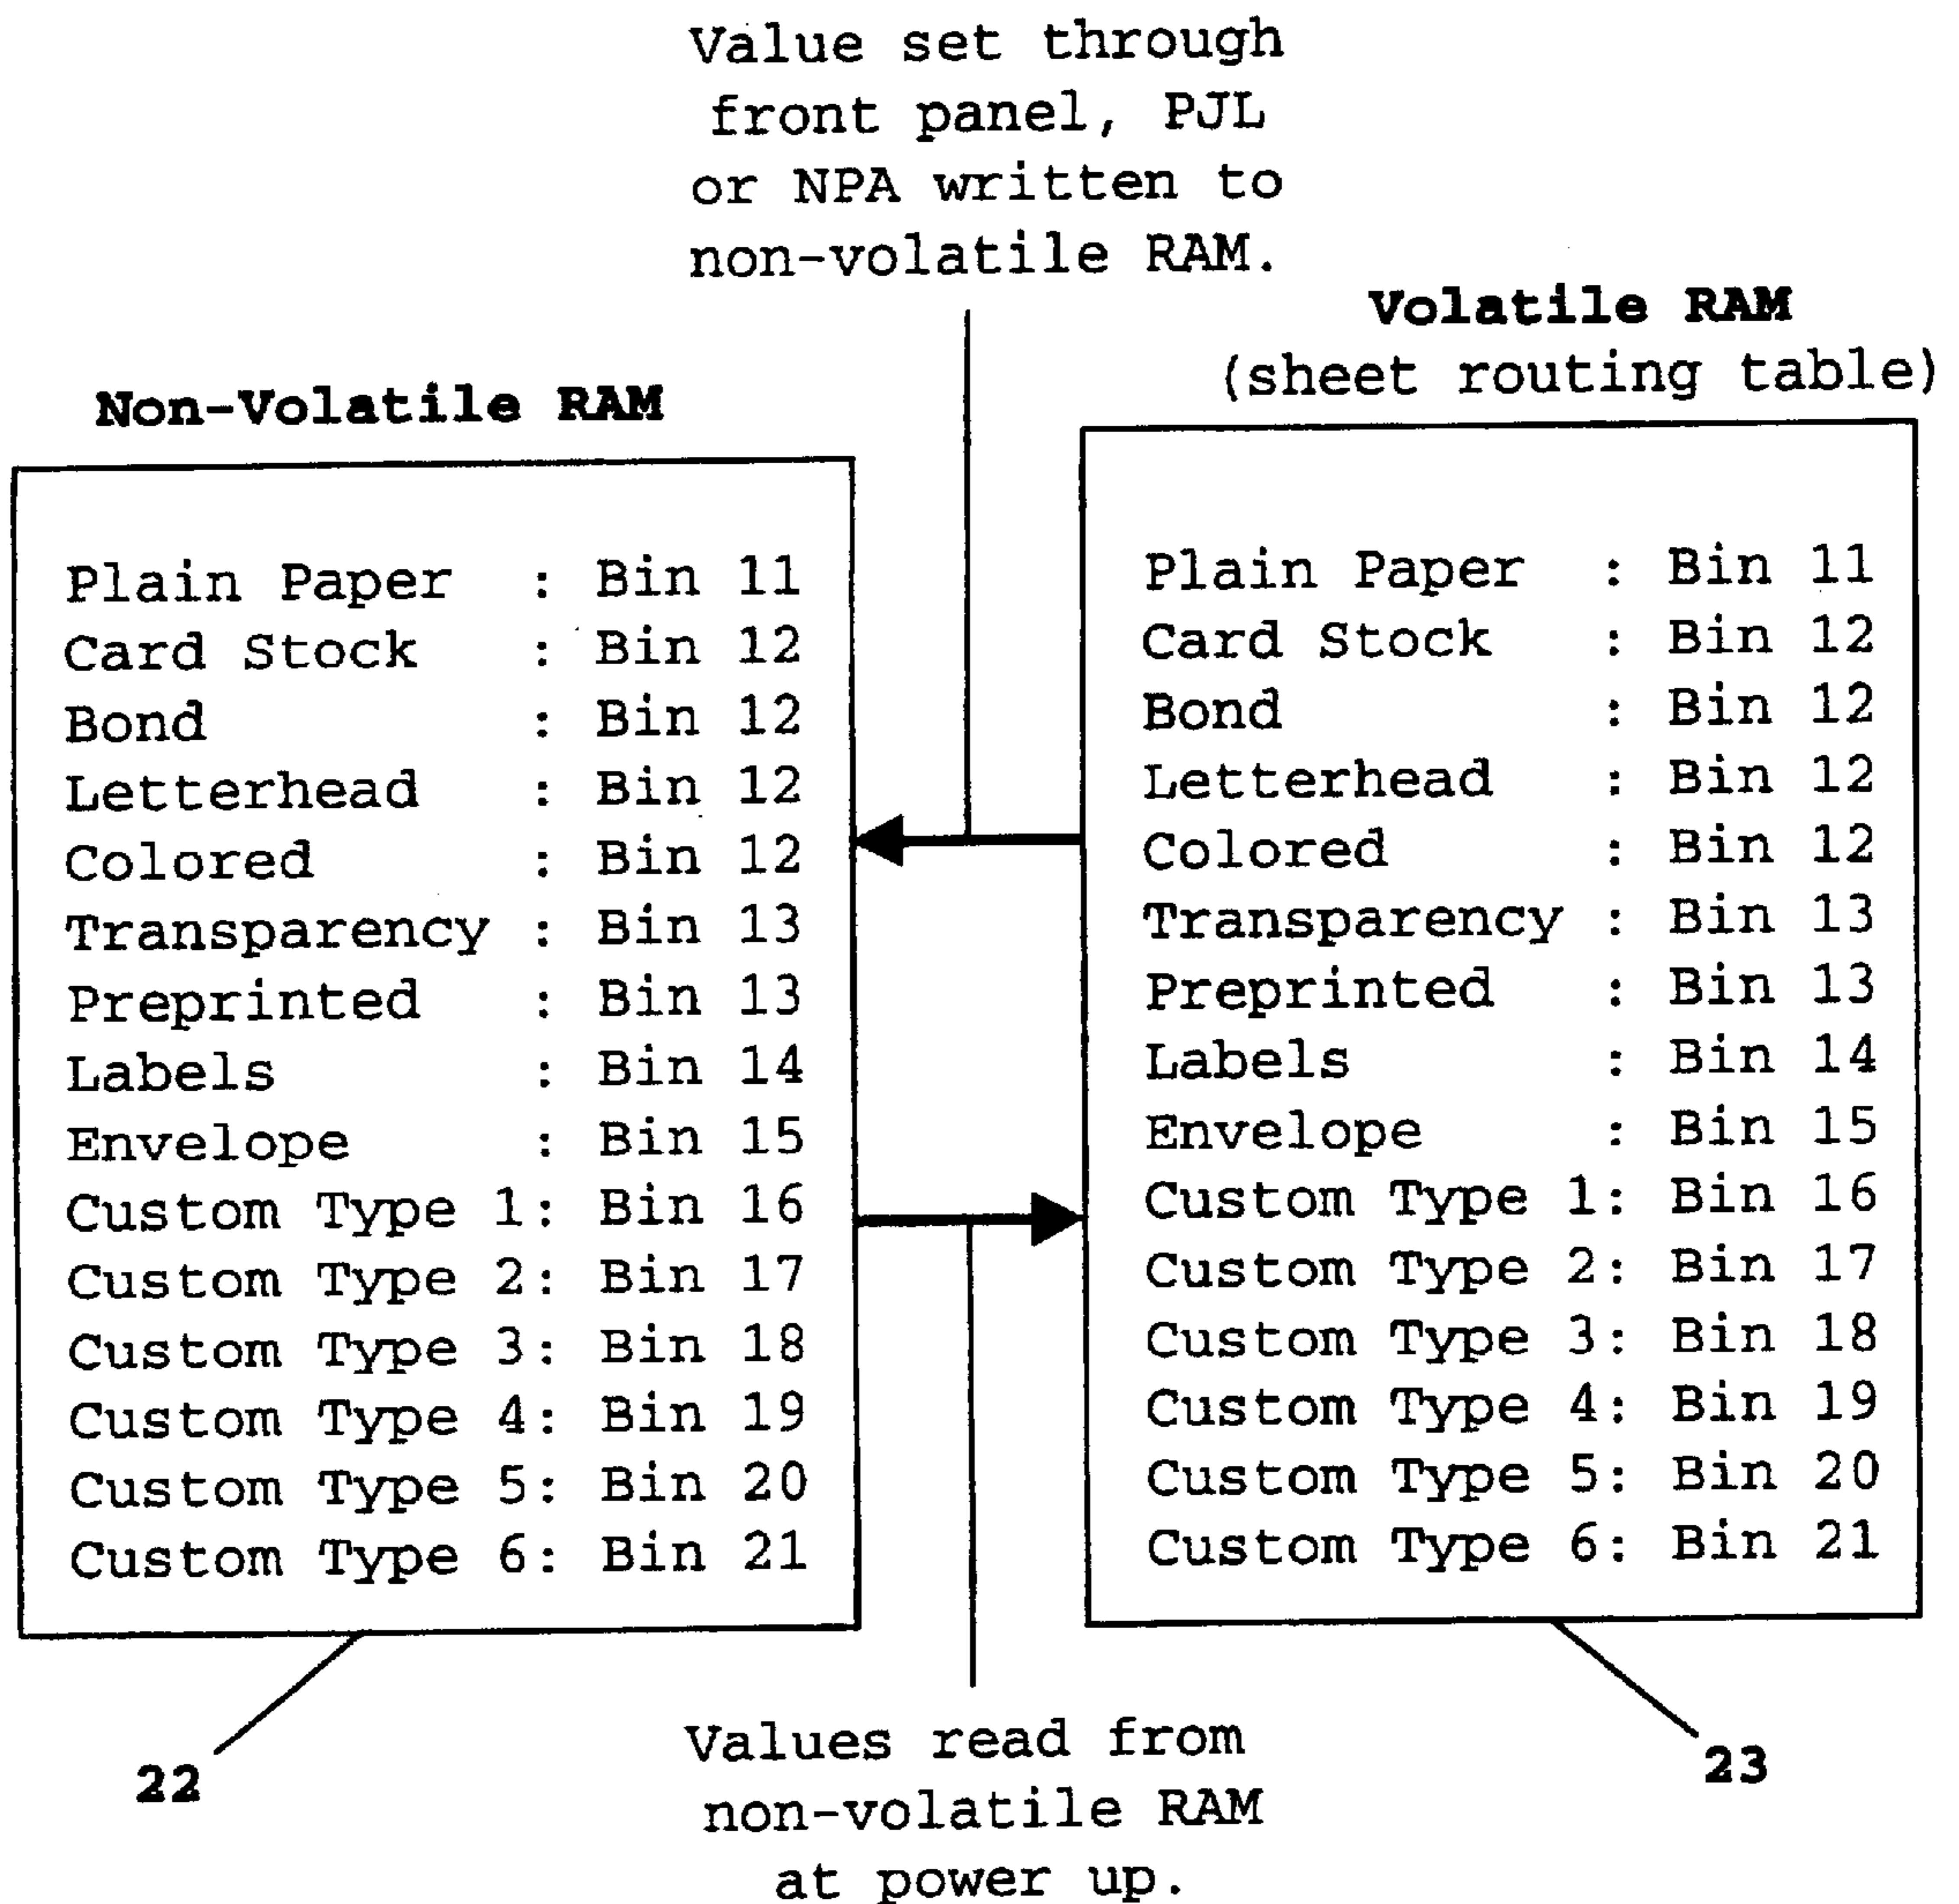 Value set through
front panel, PJL
or NPA written to
non-volatile RAM.
Volatile RAM
(sheet routing table)
Non-Volatile RAM
Plain Paper : Bin 11
Card Stock : Bin 12
Bond : Bin 12
Letterhead : Bin 12
Colored : Bin 12
Transparency : Bin 13
Preprinted : Bin 13
Labels : Bin 14
Envelope : Bin 15
Custom Type 1: Bin 16
Custom Type 2: Bin 17
Custom Type 3: Bin 18
Custom Type 4: Bin 19
Custom Type 5: Bin 20
Custom Type 6: Bin 21
Plain Paper : Bin 11
Card Stock : Bin 12
Bond : Bin 12
Letterhead : Bin 12
Colored : Bin 12
Transparency : Bin 13
Preprinted : Bin 13
Labels : Bin 14
Envelope : Bin 15
Custom Type 1: Bin 16
Custom Type 2: Bin 17
Custom Type 3: Bin 18
Custom Type 4: Bin 19
Custom Type 5: Bin 20
Custom Type 6: Bin 21
22
23
Values read from
non-volatile RAM
at power up.